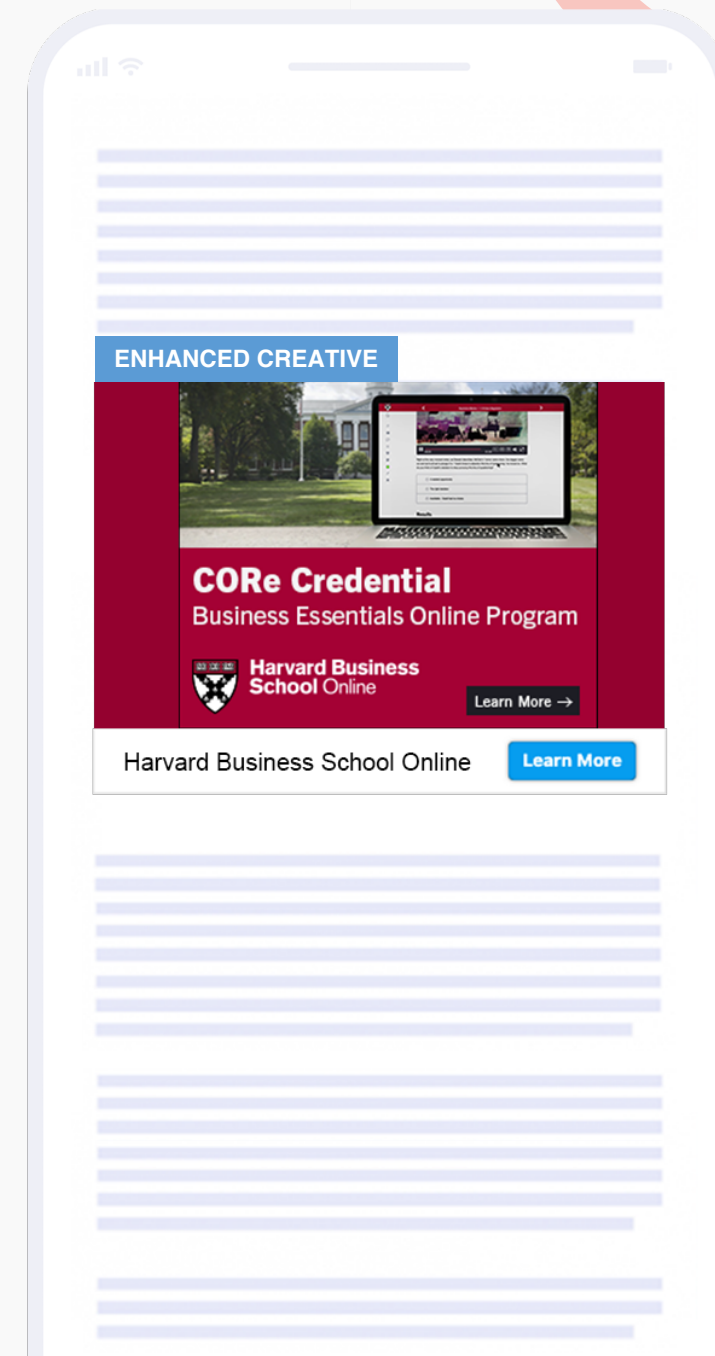 ENHANCED CREATIVE
CORe Credential
Business Essentials Online Program
Harvard Business
School Online
Learn More →
Harvard Business School Online
Learn More